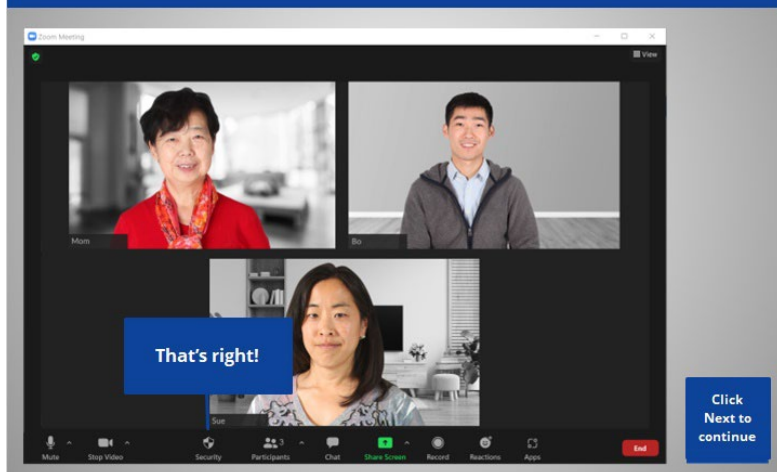 Zoom Meeting
View
Mom
Bo
That's right!
Sue
Click
Next to
continue
Mute
Stop Video
Security
Participants
3
Chat
Share Screen
Record
Reactions
Apps
End